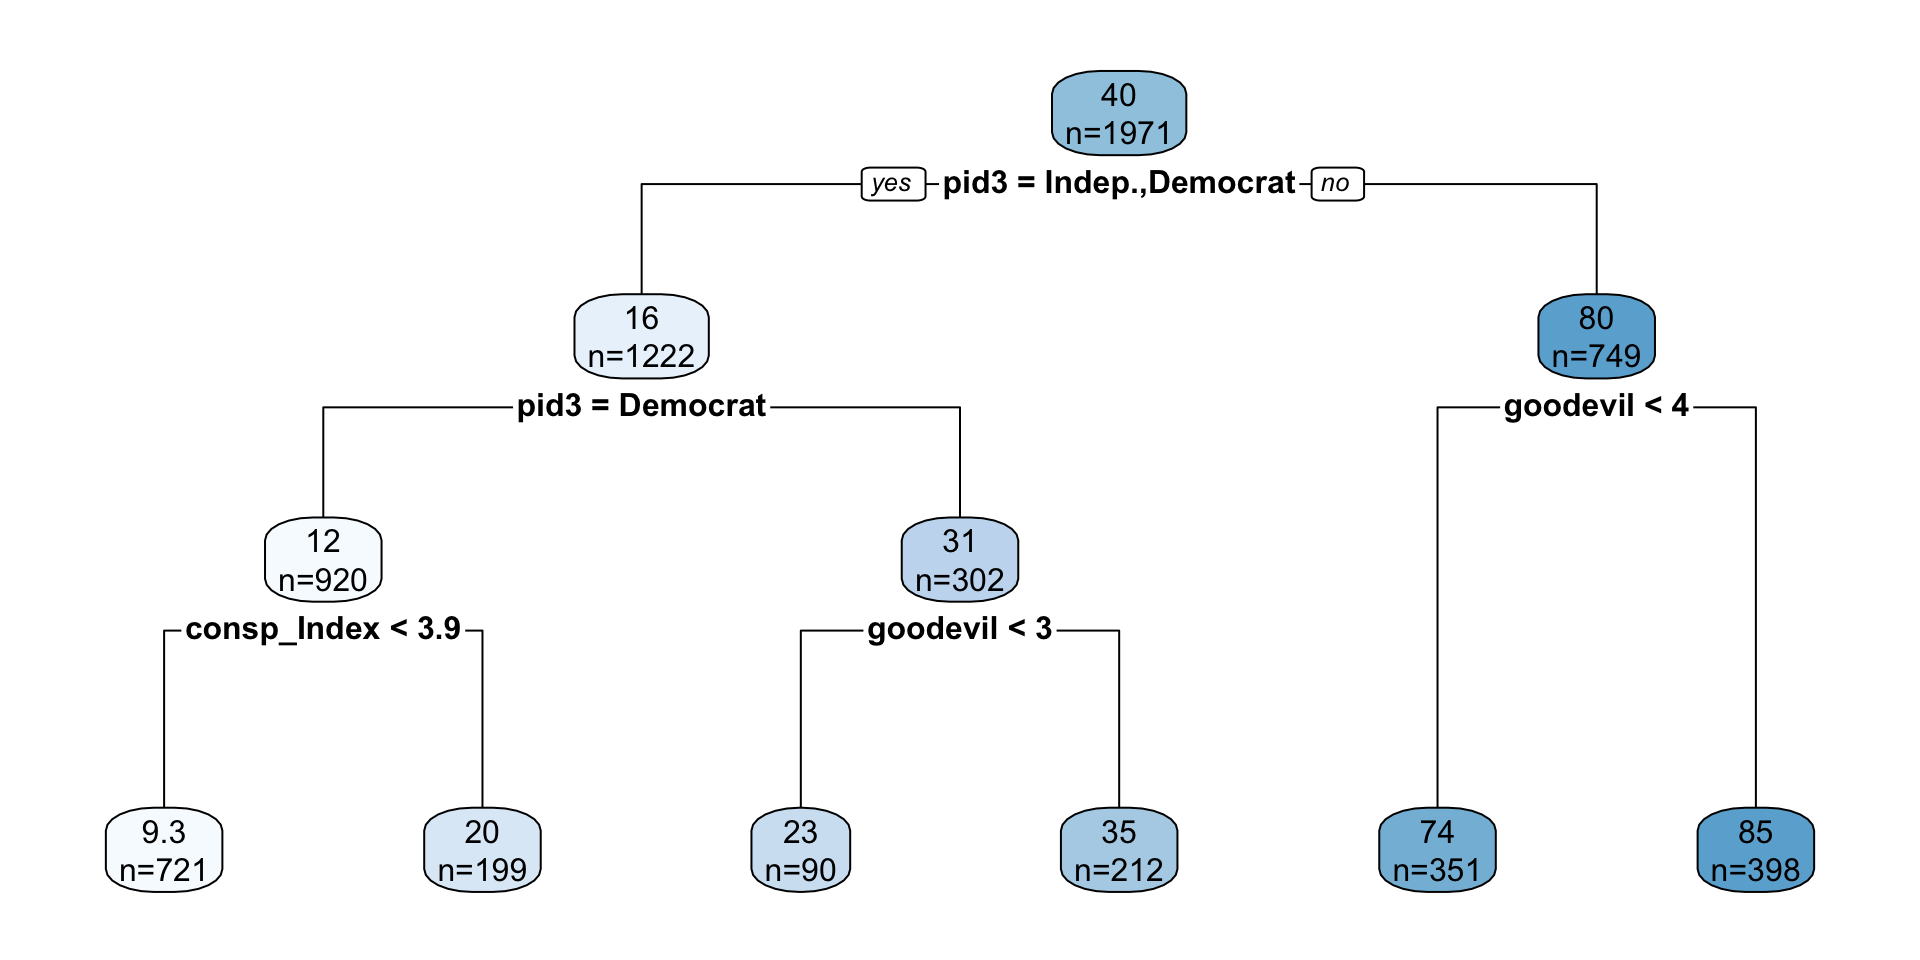 40
n=1971
yes pid3 = Indep.,Democrat no
16
n=1222
80
n=749
pid3 = Democrat
goodevil < 4
12
n=920
31
n=302
consp_Index < 3.9
goodevil < 3
9.3
n=721
20
n=199
23
n=90
35
n=212
74
n=351
85
n=398